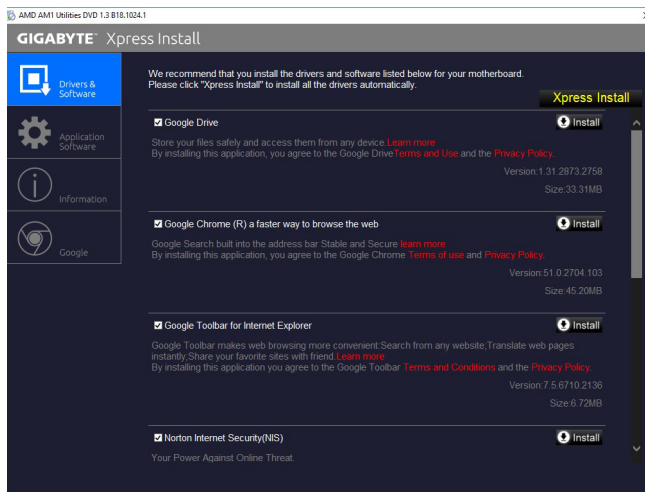 AMD AM1 Utilities DVD 1.3 B18.1024.1
GIGABYTE™ Xpress Install
Drivers &
Software
Application
Software
Information
Google
We recommend that you install the drivers and software listed below for your motherboard.
Please click "Xpress Install" to install all the drivers automatically.
Xpress Install
Google Drive
Install
Store your files safely and access them from any device.Learn more
By installing this application, you agree to the Google DriveTerms and Use and the Privacy Policy.
Version:1.31.2873.2758
Size:33.31MB
Google Chrome (R) a faster way to browse the web
Install
Google Search built into the address bar Stable and Secure learn more
By installing this application, you agree to the Google Chrome Terms of use and Privacy Policy.
Version:51.0.2704.103
Size:45.20MB
Google Toolbar for Internet Explorer
Install
Google Toolbar makes web browsing more convenient:Search from any website;Translate web pages
instantly;Share your favorite sites with friend.Learn more
By installing this application you agree to the Google Toolbar Terms and Conditions and the Privacy Policy.
Version:7.5.6710.2136
Size:6.72MB
Norton Internet Security(NIS)
Install
Your Power Against Online Threat.